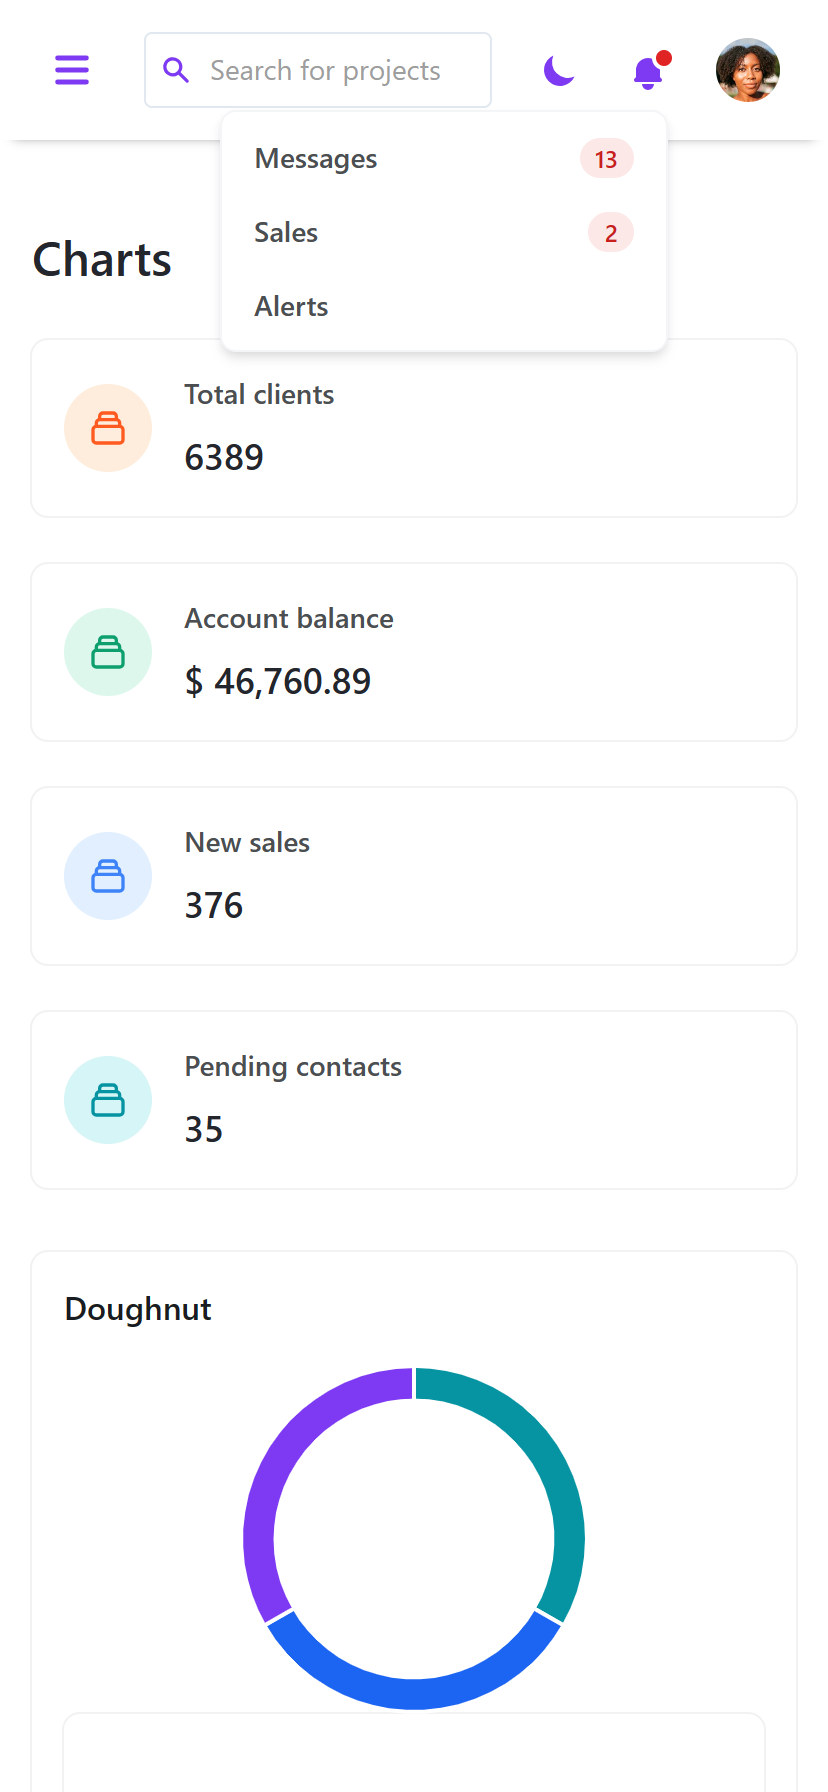 Search for projects
Messages 13
Sales 2
Alerts
Charts
Total clients
6389
Account balance
$ 46,760.89
New sales
376
Pending contacts
35
Doughnut